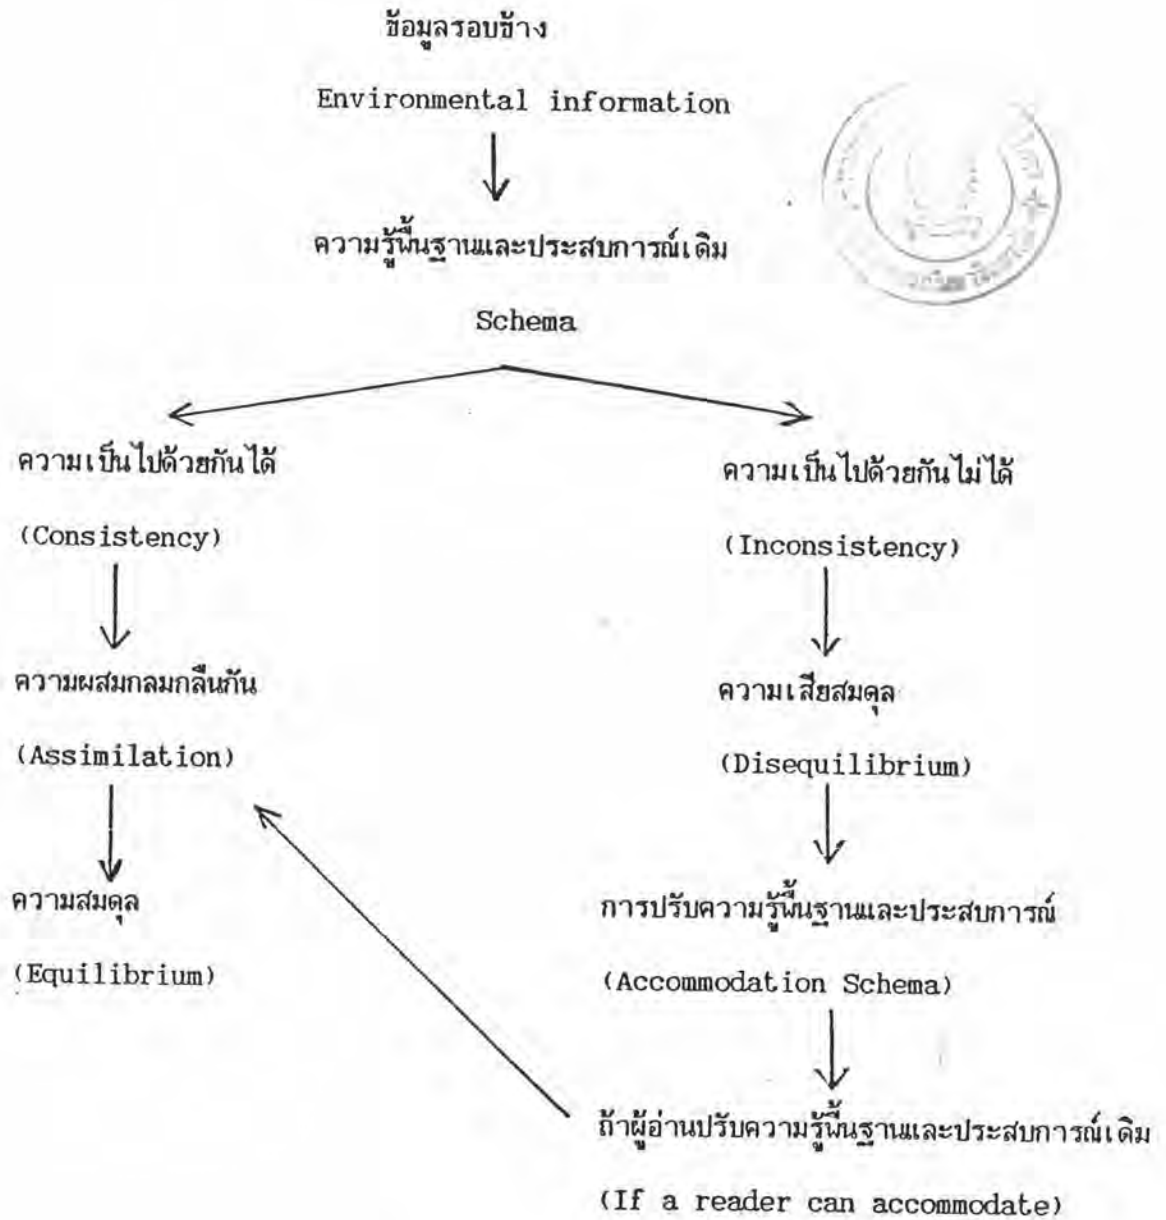 ข้อมูลรอบข้าง
Environmental information
ความรู้พื้นฐานและประสบการณ์เดิม
Schema
ความเป็นไปด้วยกันได้
(Consistency)
ความผสมกลมกลืนกัน
(Assimilation)
ความสมดุล
(Equilibrium)
ความเป็นไปด้วยกันไม่ได้
(Inconsistency)
ความเสียสมดุล
(Disequilibrium)
การปรับความรู้พื้นฐานและประสบการณ์
(Accommodation Schema)
ถ้าผู้อ่านปรับความรู้พื้นฐานและประสบการณ์เดิม
(If a reader can accommodate)